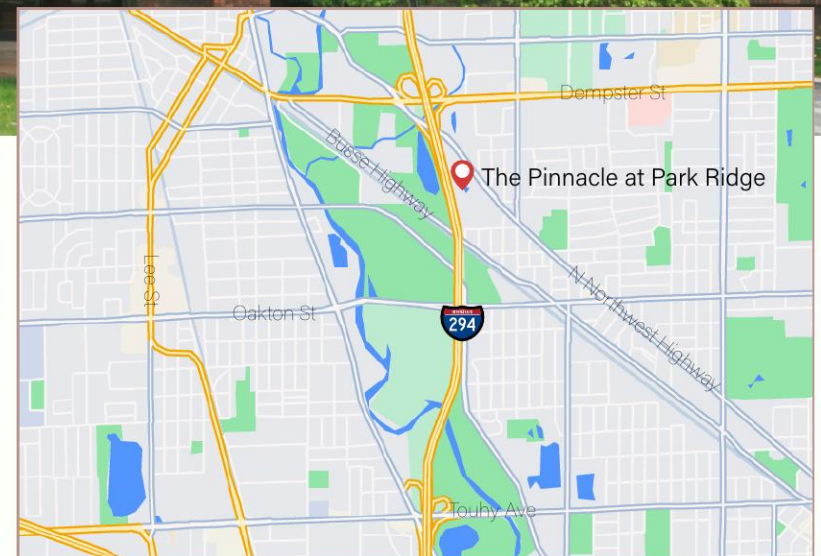 Dempster St
Busse Highway
The Pinnacle at Park Ridge
Lee St
N Northwest Highway
Oakton St
294
Touhy Ave